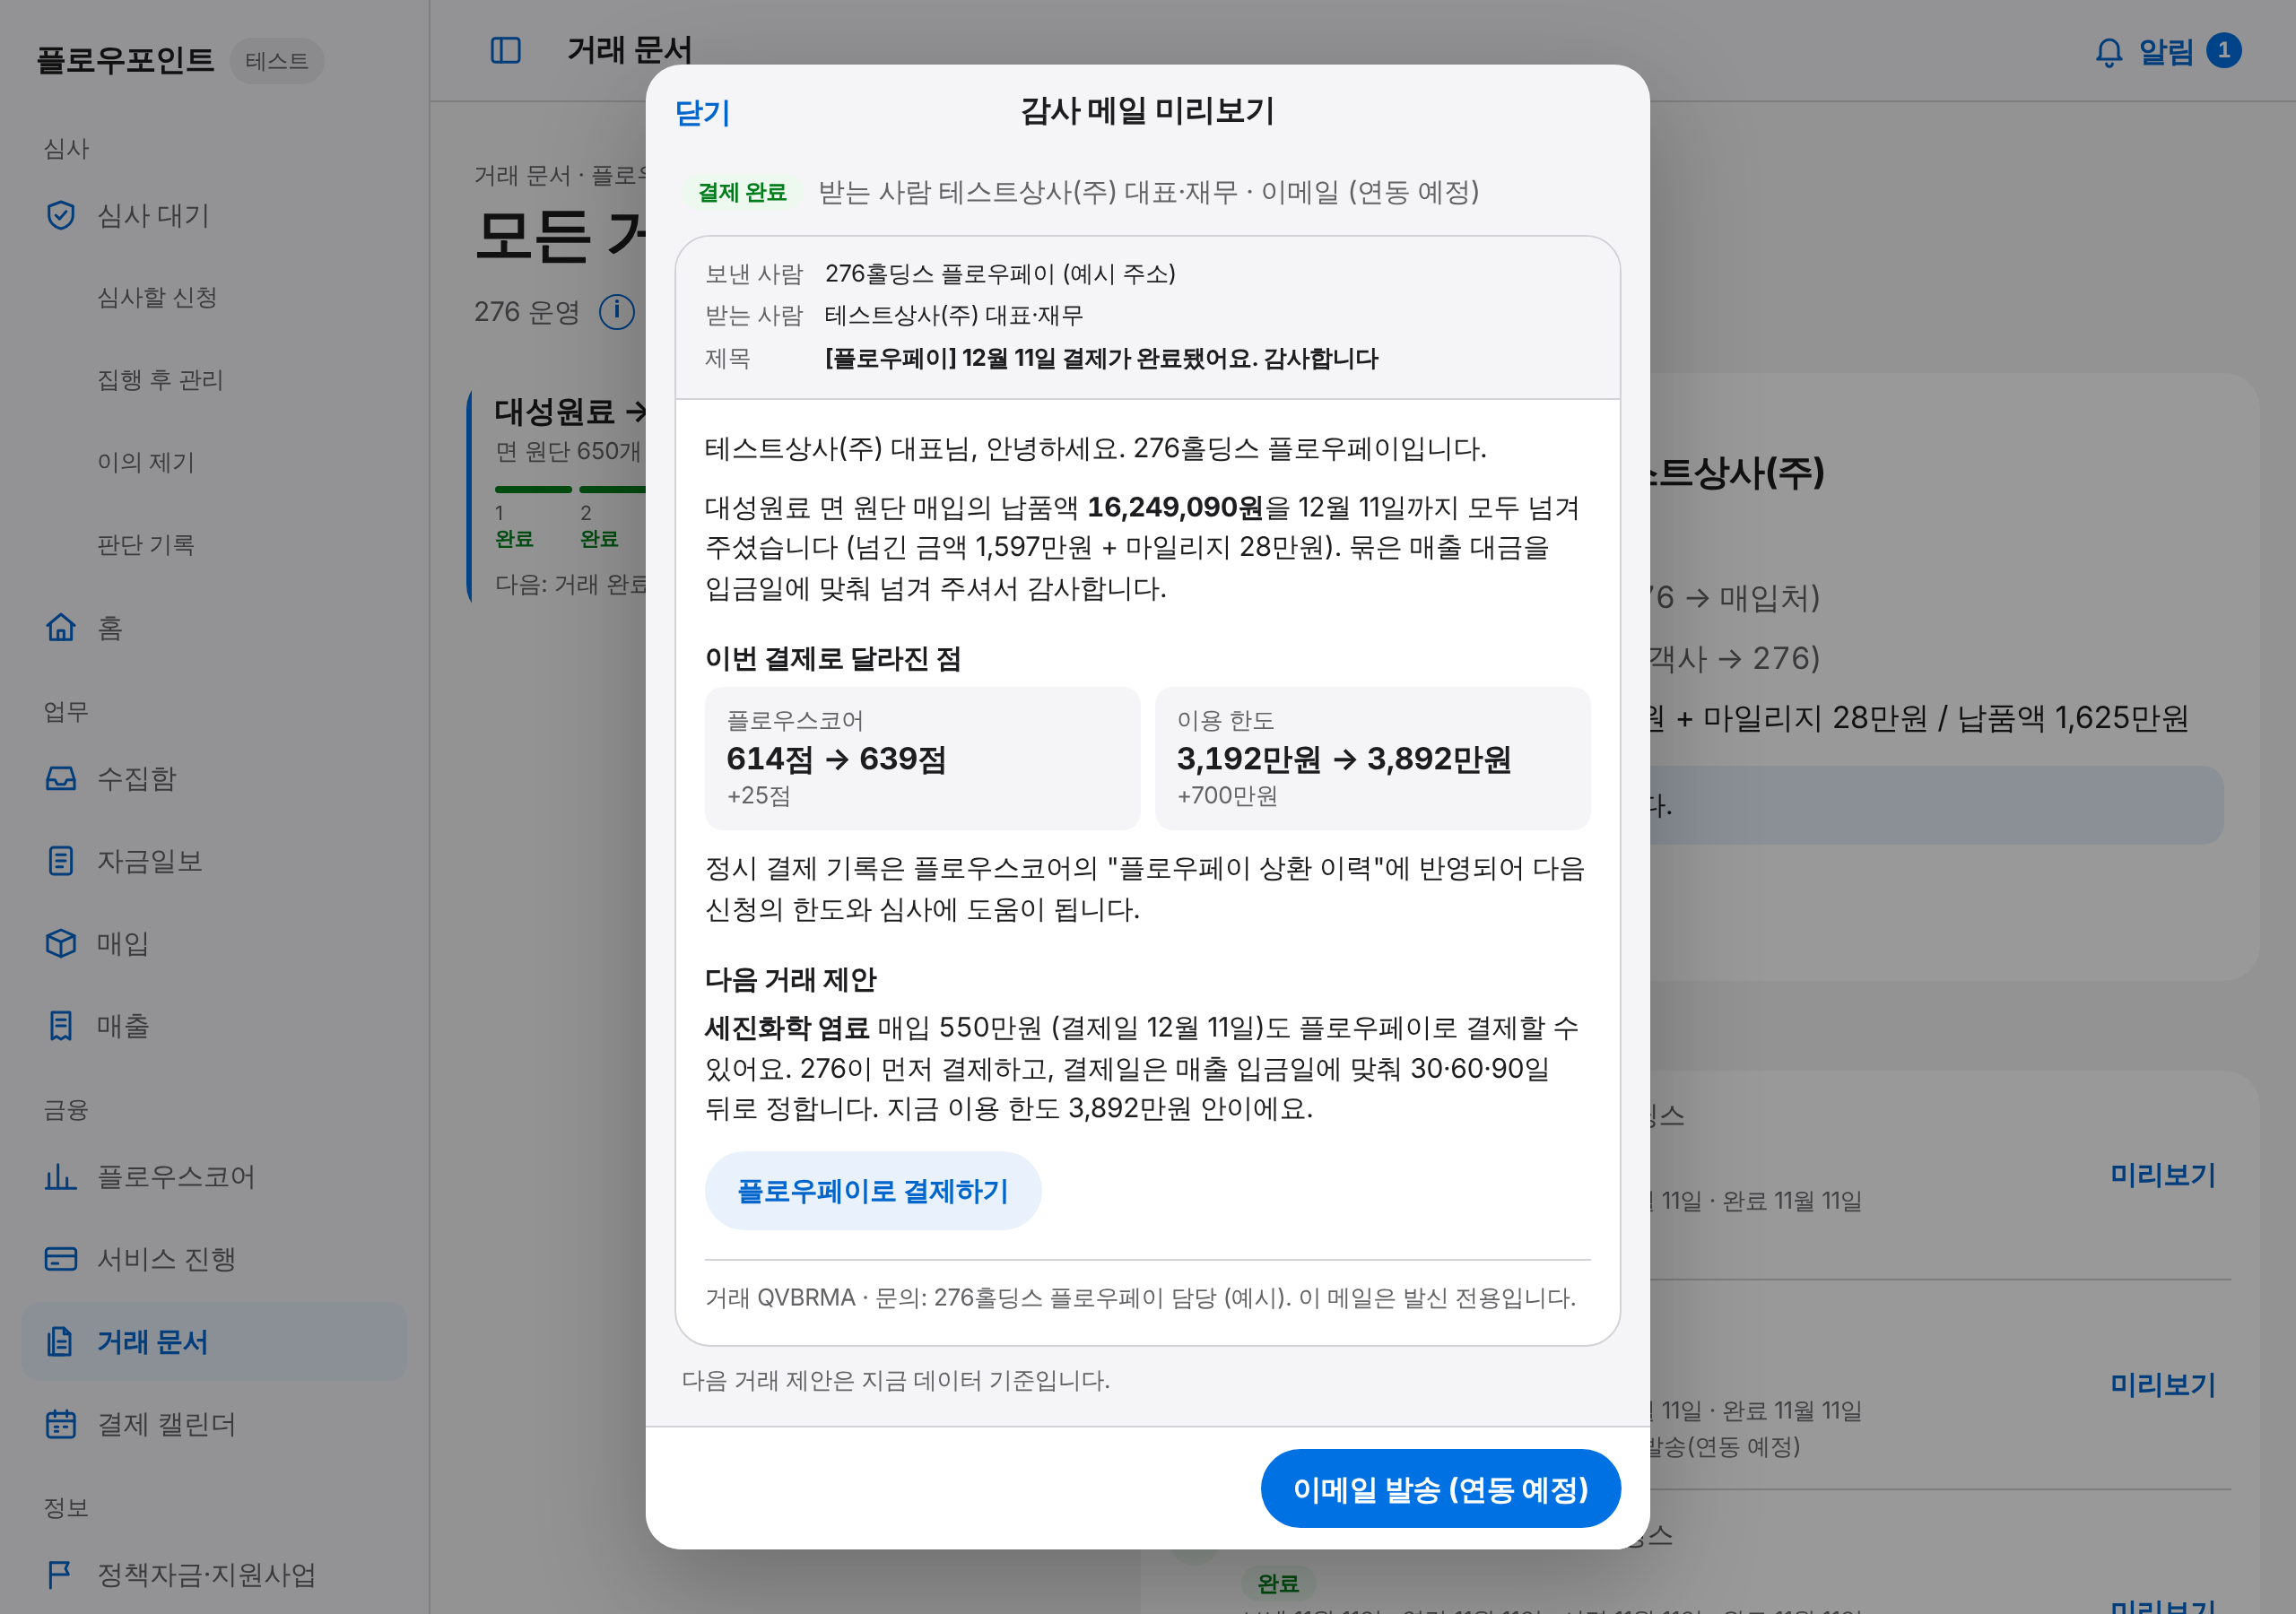 플로우포인트 테스트
심사
심사 대기
심사할 신청
집행 후 관리
이의 제기
판단 기록
홈
업무
수집함
자금일보
매입
매출
금융
플로우스코어
서비스 진행
거래 문서
결제 캘린더
정보
정책자금·지원사업
거래 문서
알림 1
거래 문서 · 플로우
모든 거
276 운영
대성원료 →
면 원단 650개
1 2
완료 완료
다음: 거래 완료
닫기
감사 메일 미리보기
결제 완료 받는 사람 테스트상사(주) 대표·재무 · 이메일 (연동 예정)
보낸 사람 276홀딩스 플로우페이 (예시 주소)
받는 사람 테스트상사(주) 대표·재무
제목 [플로우페이] 12월 11일 결제가 완료됐어요. 감사합니다
테스트상사(주) 대표님, 안녕하세요. 276홀딩스 플로우페이입니다.
대성원료 면 원단 매입의 납품액 16,249,090원을 12월 11일까지 모두 넘겨
주셨습니다 (넘긴 금액 1,597만원 + 마일리지 28만원). 묶은 매출 대금을
입금일에 맞춰 넘겨 주셔서 감사합니다.
이번 결제로 달라진 점
플로우스코어
614점 → 639점
+25점
이용 한도
3,192만원 → 3,892만원
+700만원
정시 결제 기록은 플로우스코어의 "플로우페이 상환 이력"에 반영되어 다음
신청의 한도와 심사에 도움이 됩니다.
다음 거래 제안
세진화학 염료 매입 550만원 (결제일 12월 11일)도 플로우페이로 결제할 수
있어요. 276이 먼저 결제하고, 결제일은 매출 입금일에 맞춰 30·60·90일
뒤로 정합니다. 지금 이용 한도 3,892만원 안이에요.
플로우페이로 결제하기
거래 QVBRMA · 문의: 276홀딩스 플로우페이 담당 (예시). 이 메일은 발신 전용입니다.
다음 거래 제안은 지금 데이터 기준입니다.
이메일 발송 (연동 예정)
스트상사(주)
76 → 매입처)
객사 → 276)
원 + 마일리지 28만원 / 납품액 1,625만원
다.
딩스
미리보기
11일 · 완료 11월 11일
미리보기
11일 · 완료 11월 11일
발송(연동 예정)
딩스
완료
미리보기